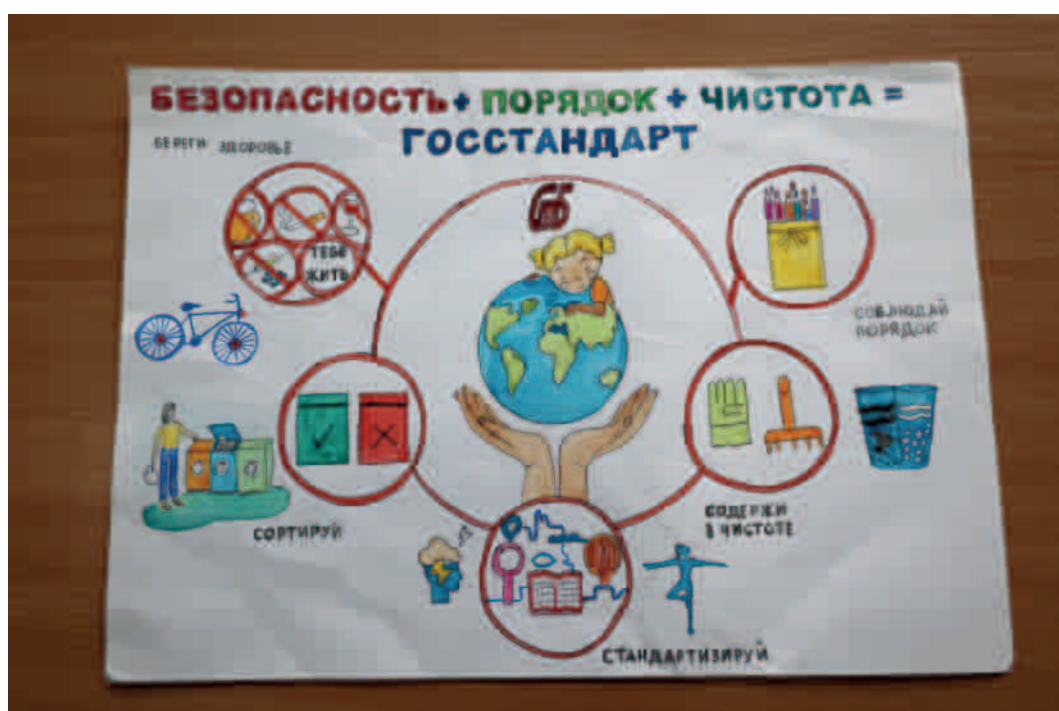 БЕЗОПАСНОСТЬ + ПОРЯДОК + ЧИСТОТА =
ГОССТАНДАРТ
БЕРЕГИ ЗДОРОВЬЕ
ТЕБЕ
ЖИТЬ
СОБЛЮДАЙ
ПОРЯДОК
СОРТИРУЙ
СОДЕРЖИ
В ЧИСТОТЕ
СТАНДАРТИЗИРУЙ